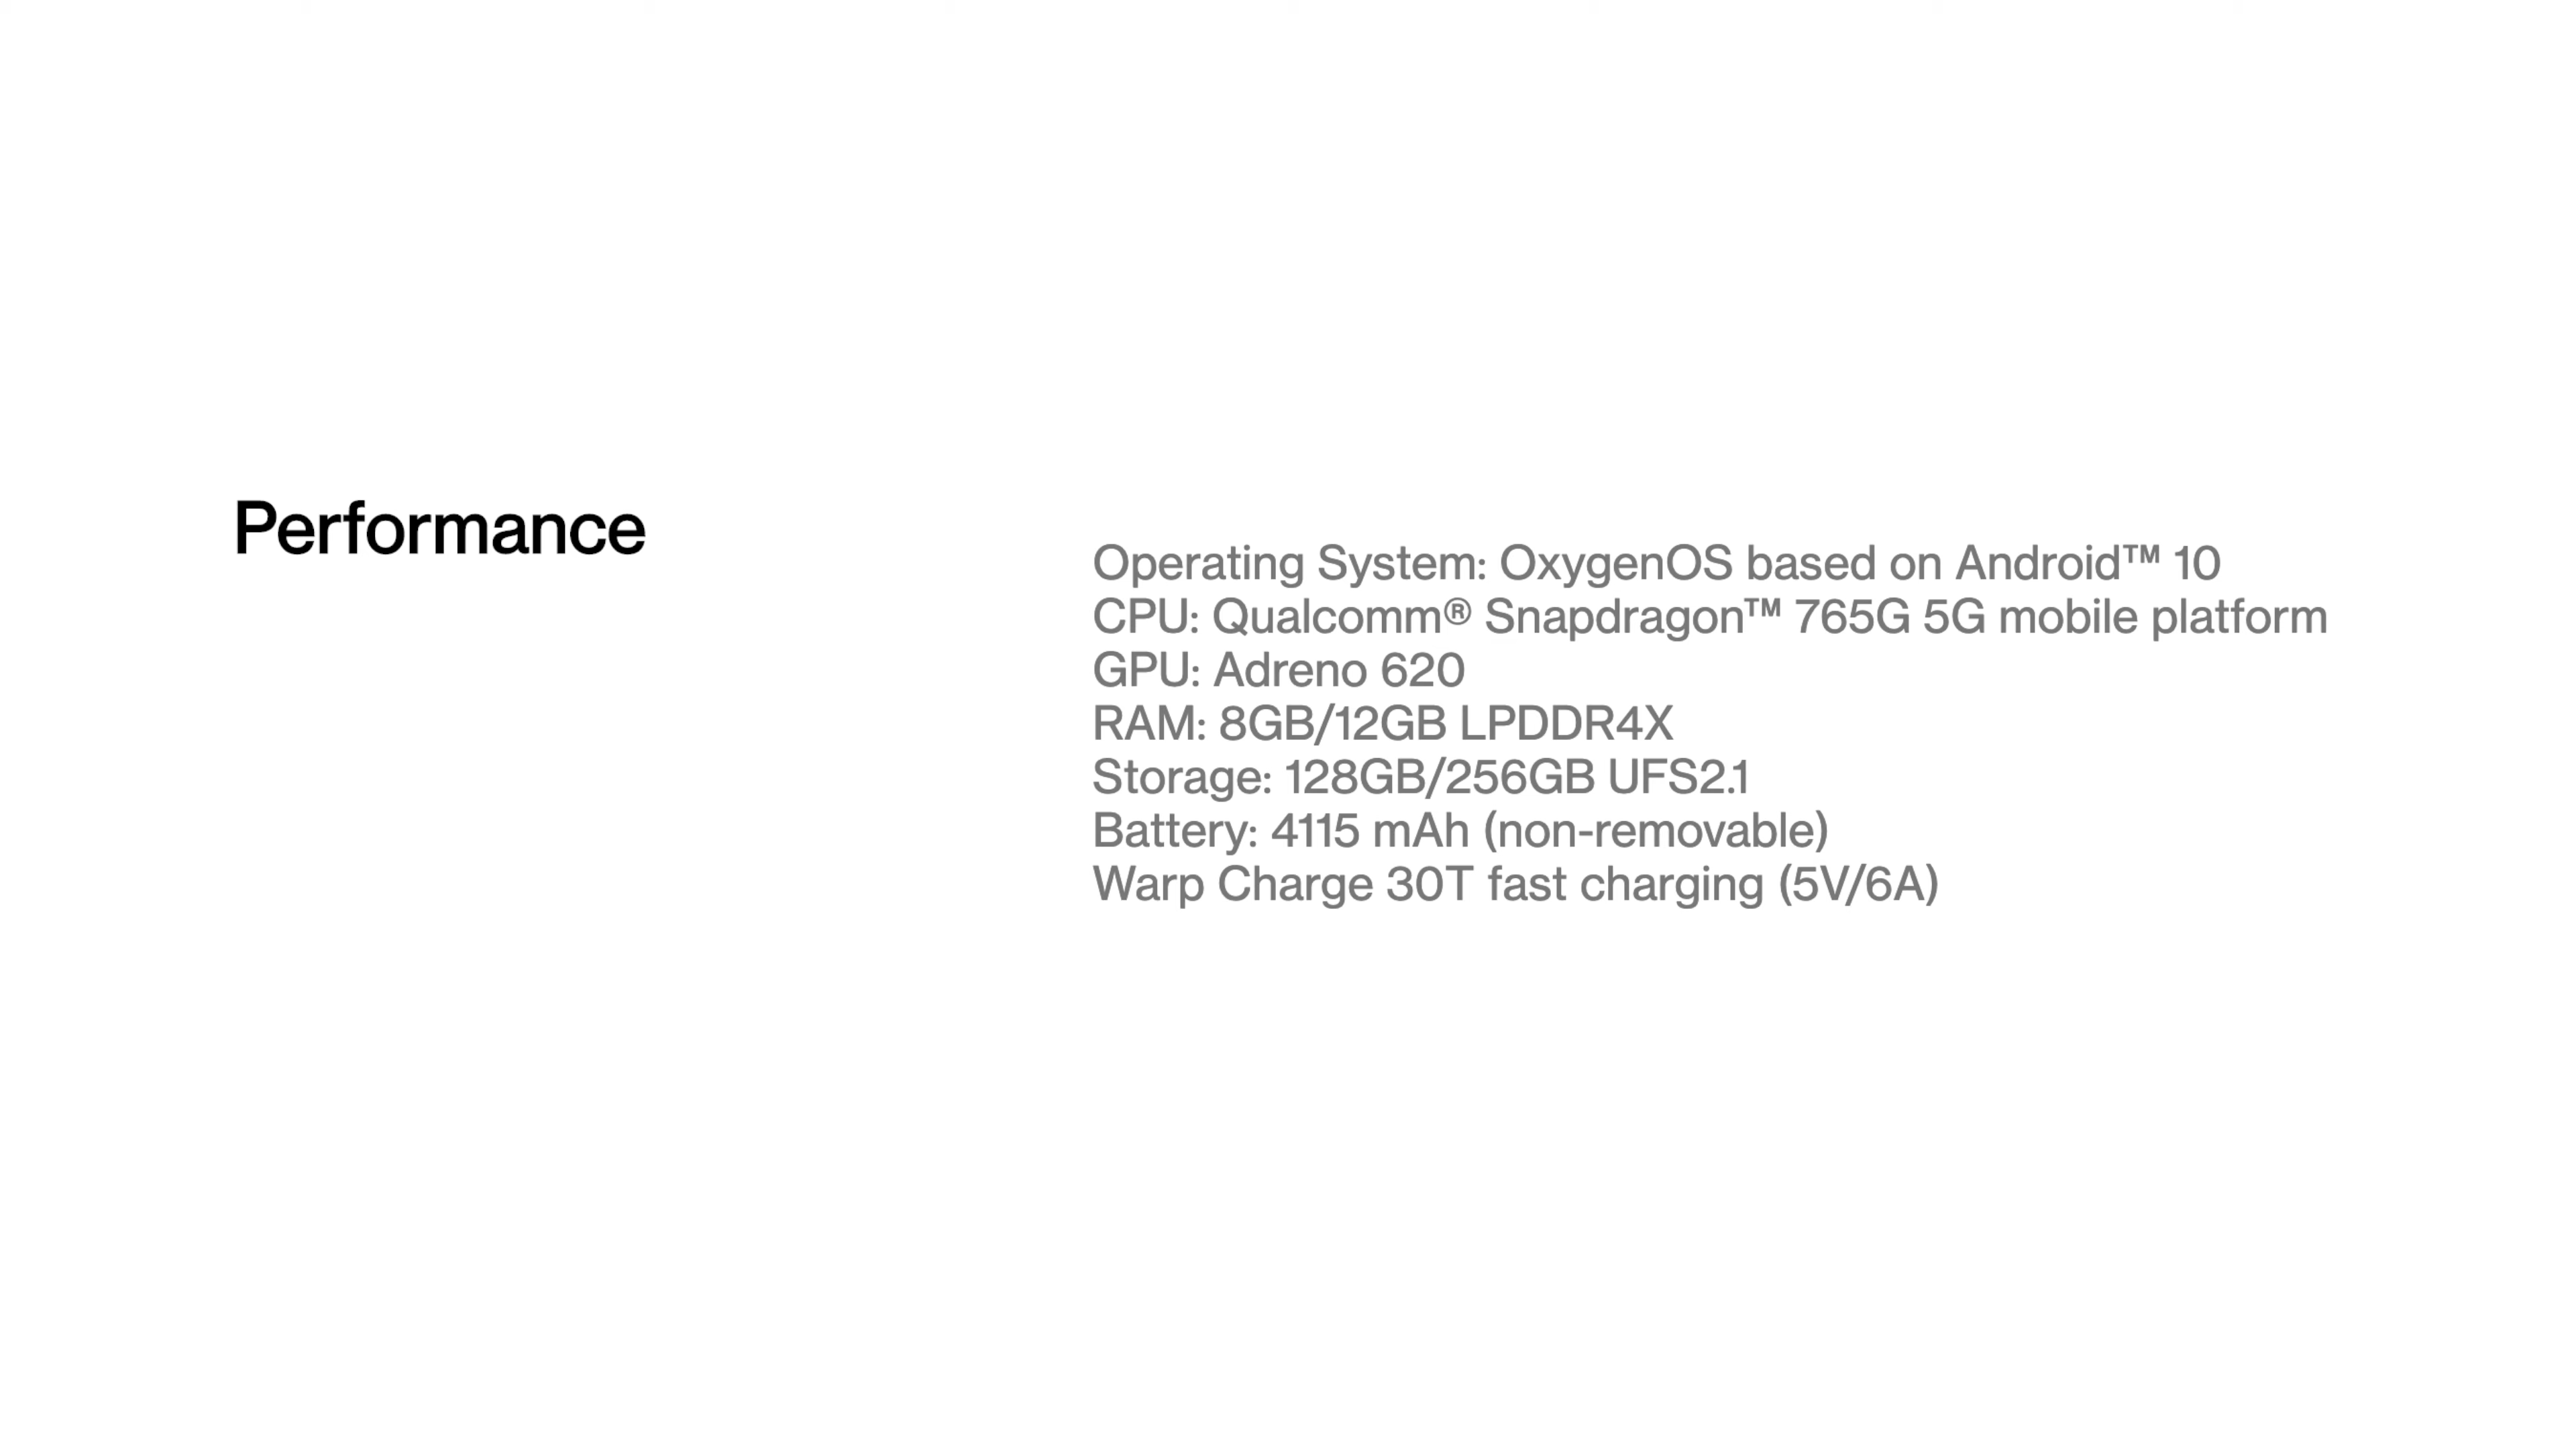 Performance
Operating System: OxygenOS based on Android™ 10
CPU: Qualcomm® Snapdragon™ 765G 5G mobile platform
GPU: Adreno 620
RAM: 8GB/12GB LPDDR4X
Storage: 128GB/256GB UFS2.1
Battery: 4115 mAh (non-removable)
Warp Charge 30T fast charging (5V/6A)